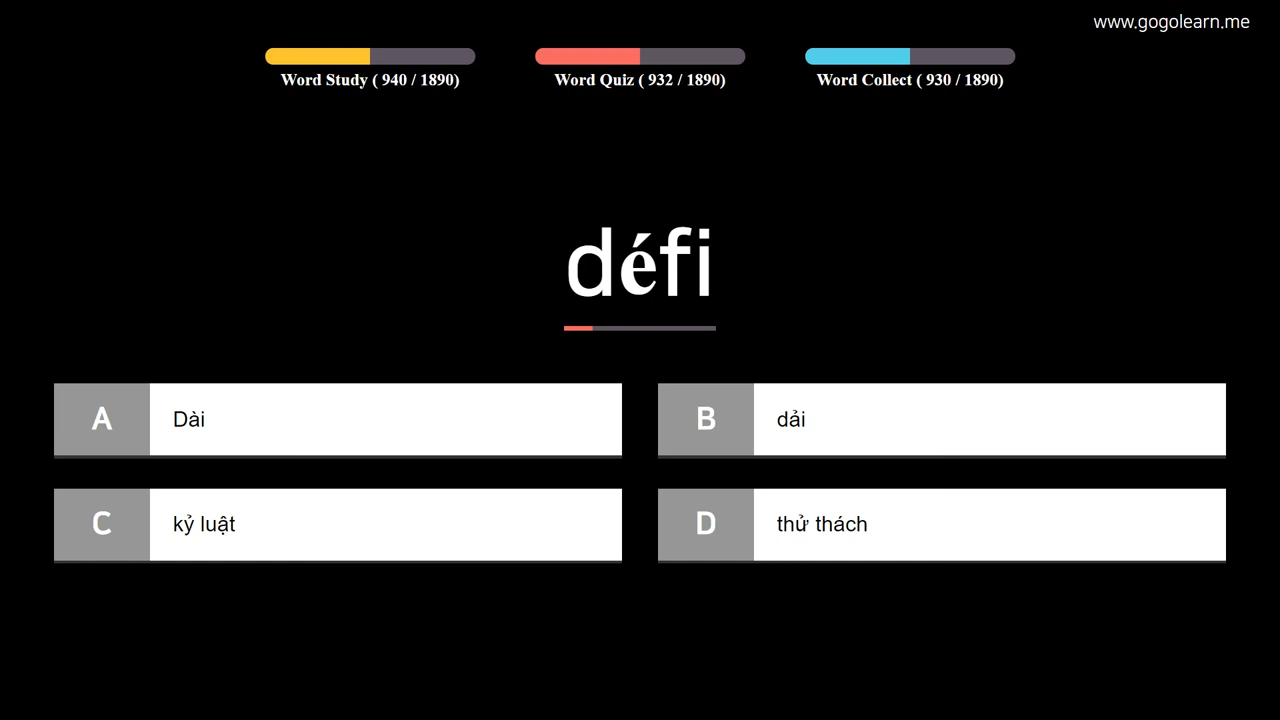 www.gogolearn.me
Word Study ( 940 / 1890)
Word Quiz ( 932 / 1890)
Word Collect ( 930 / 1890)
défi
A Dài
B dải
C kỷ luật
D thử thách